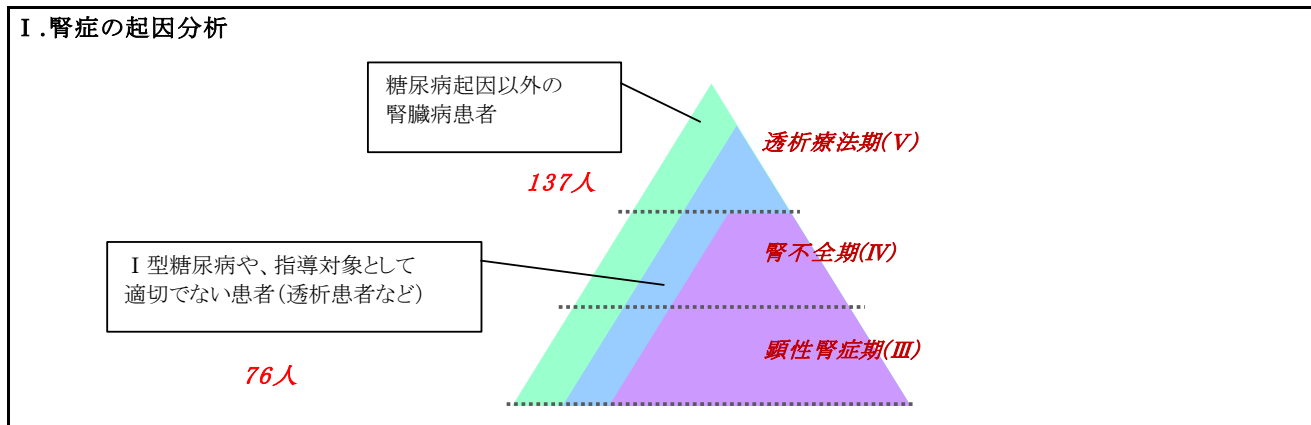 Ⅰ.腎症の起因分析
糖尿病起因以外の
腎臓病患者
透析療法期(Ⅴ)
137人
Ⅰ型糖尿病や、指導対象として
適切でない患者(透析患者など)
腎不全期(Ⅳ)
顕性腎症期(Ⅲ)
76人